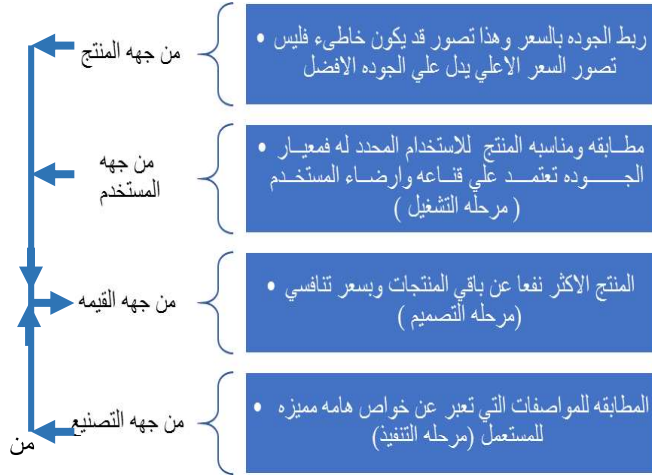 من جهه المنتج
• ربط الجوده بالسعر وهذا تصور قد يكون خاطىء فليس
تصور السعر الاعلي يدل علي الجوده الافضل
من جهه
المستخدم
• مطابقه ومناسبه المنتج للاستخدام المحدد له فمعيار
الجوده تعتمد علي قناعه وارضاء المستخدم
( مرحله التشغيل )
من جهه القيمه
• المنتج الاكثر نفعا عن باقي المنتجات وبسعر تنافسي
(مرحله التصميم )
من جهه التصنيع
• المطابقه للمواصفات التي تعبر عن خواص هامه مميزه
للمستعمل (مرحله التنفيذ)
من